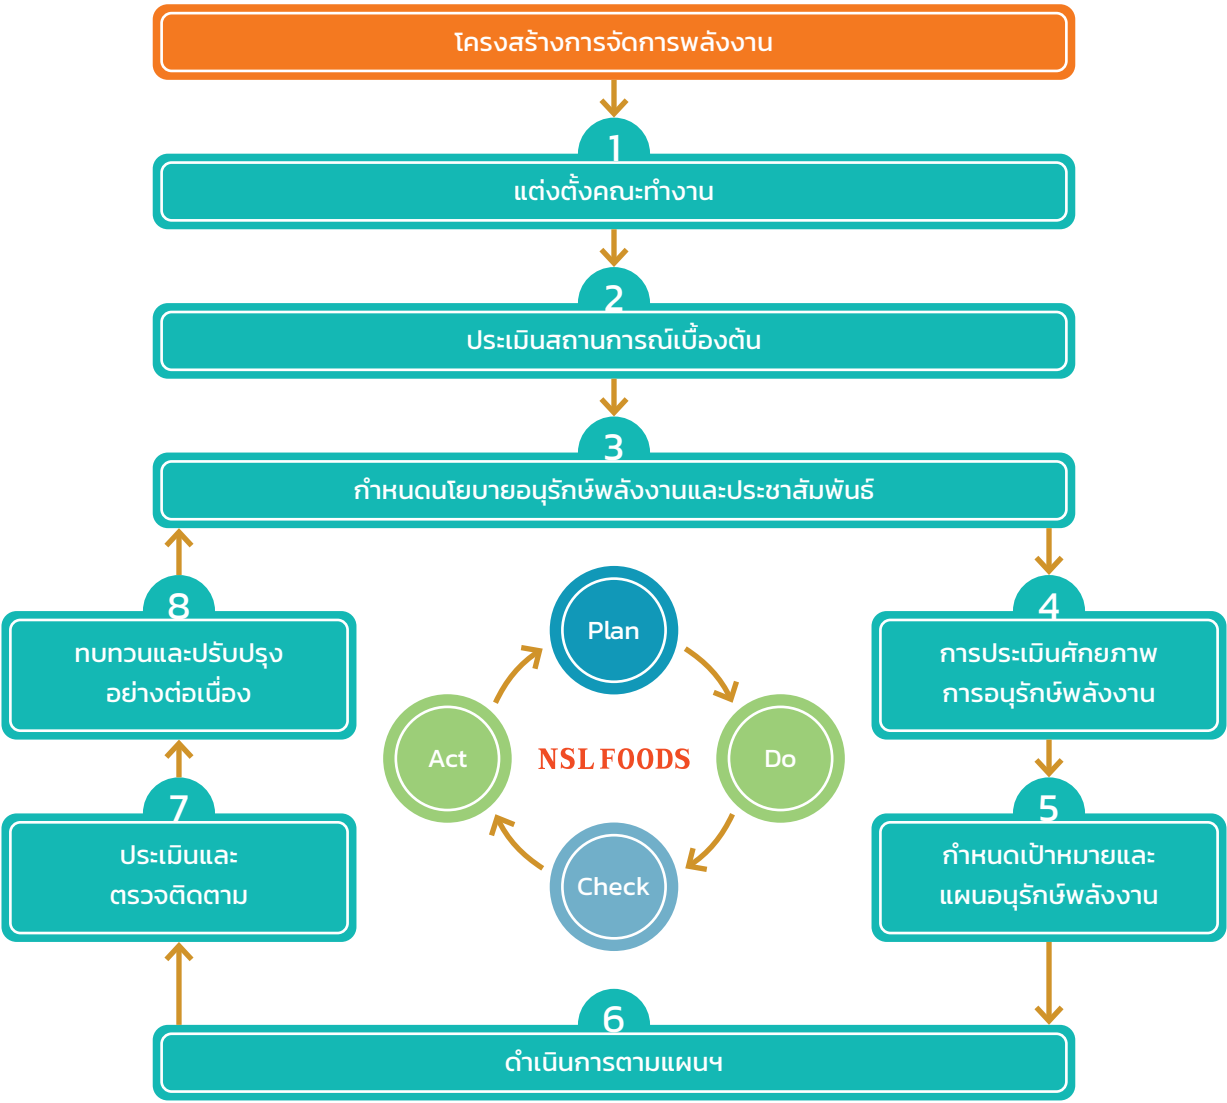 โครงสร้างการจัดการพลังงาน
1
แต่งตั้งคณะทำงาน
2
ประเมินสถานการณ์เบื้องต้น
3
กำหนดนโยบายอนุรักษ์พลังงานและประชาสัมพันธ์
4
การประเมินศักยภาพ
การอนุรักษ์พลังงาน
5
กำหนดเป้าหมายและ
แผนอนุรักษ์พลังงาน
6
ดำเนินการตามแผนฯ
7
ประเมินและ
ตรวจติดตาม
8
ทบทวนและปรับปรุง
อย่างต่อเนื่อง
Plan
Do
Check
Act
NSL FOODS